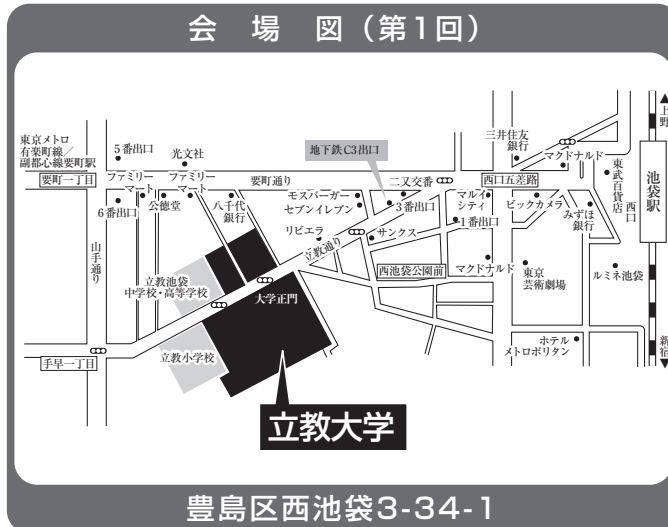 会 場 図（第1回）
▲
上野
東京メトロ
有楽町線／
副都心線要町駅
5番出口
光文社
地下鉄C3出口
三井住友
銀行
マクドナルド
東武百貨店
西口
池袋駅
要町一丁目
ファミリー
マート
ファミリー
マート
要町通り
二又交番
西口五差路
6番出口
公徳堂
八千代
銀行
モスバーガー
セブンイレブン
3番出口
マルイ
シティ
1番出口
ビックカメラ
みずほ
銀行
山手通り
リビエラ
立教通り
サンクス
立教池袋
中学校・高等学校
大学正門
西池袋公園前
マクドナルド
東京
芸術劇場
ルミネ池袋
手早一丁目
立教小学校
ホテル
メトロポリタン
新宿
▼
立教大学
豊島区西池袋3-34-1